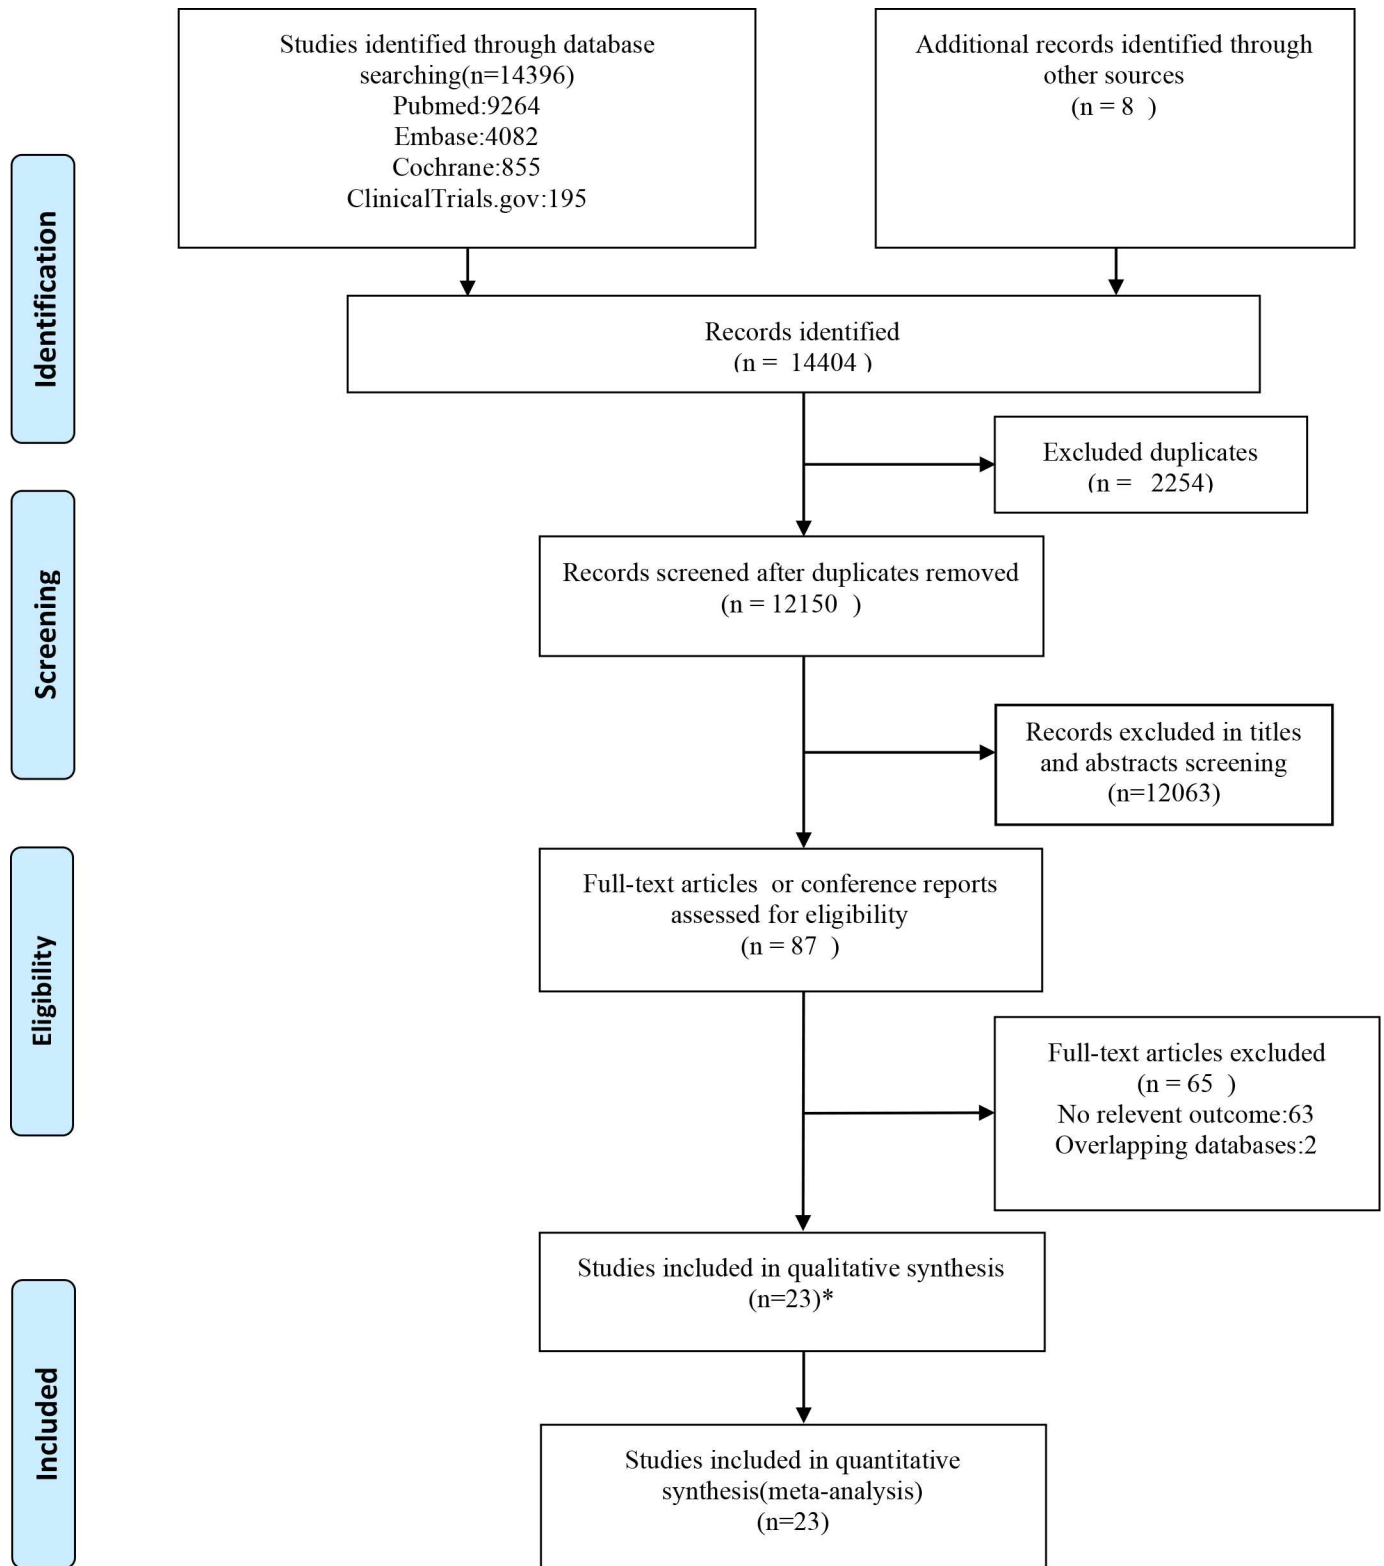 Studies identified through database
searching(n=14396)
Pubmed:9264
Embase:4082
Cochrane:855
ClinicalTrials.gov:195
Additional records identified through
other sources
(n = 8  )
Identification
Records identified
(n =  14404 )
Excluded duplicates
(n =   2254)
Screening
Records screened after duplicates removed
(n = 12150  )
Records excluded in titles
and abstracts screening
(n=12063)
Eligibility
Full-text articles  or conference reports
assessed for eligibility
(n = 87  )
Full-text articles excluded
(n = 65  )
No relevent outcome:63
Overlapping databases:2
Included
Studies included in qualitative synthesis
(n=23)*
Studies included in quantitative
synthesis(meta-analysis)
(n=23)